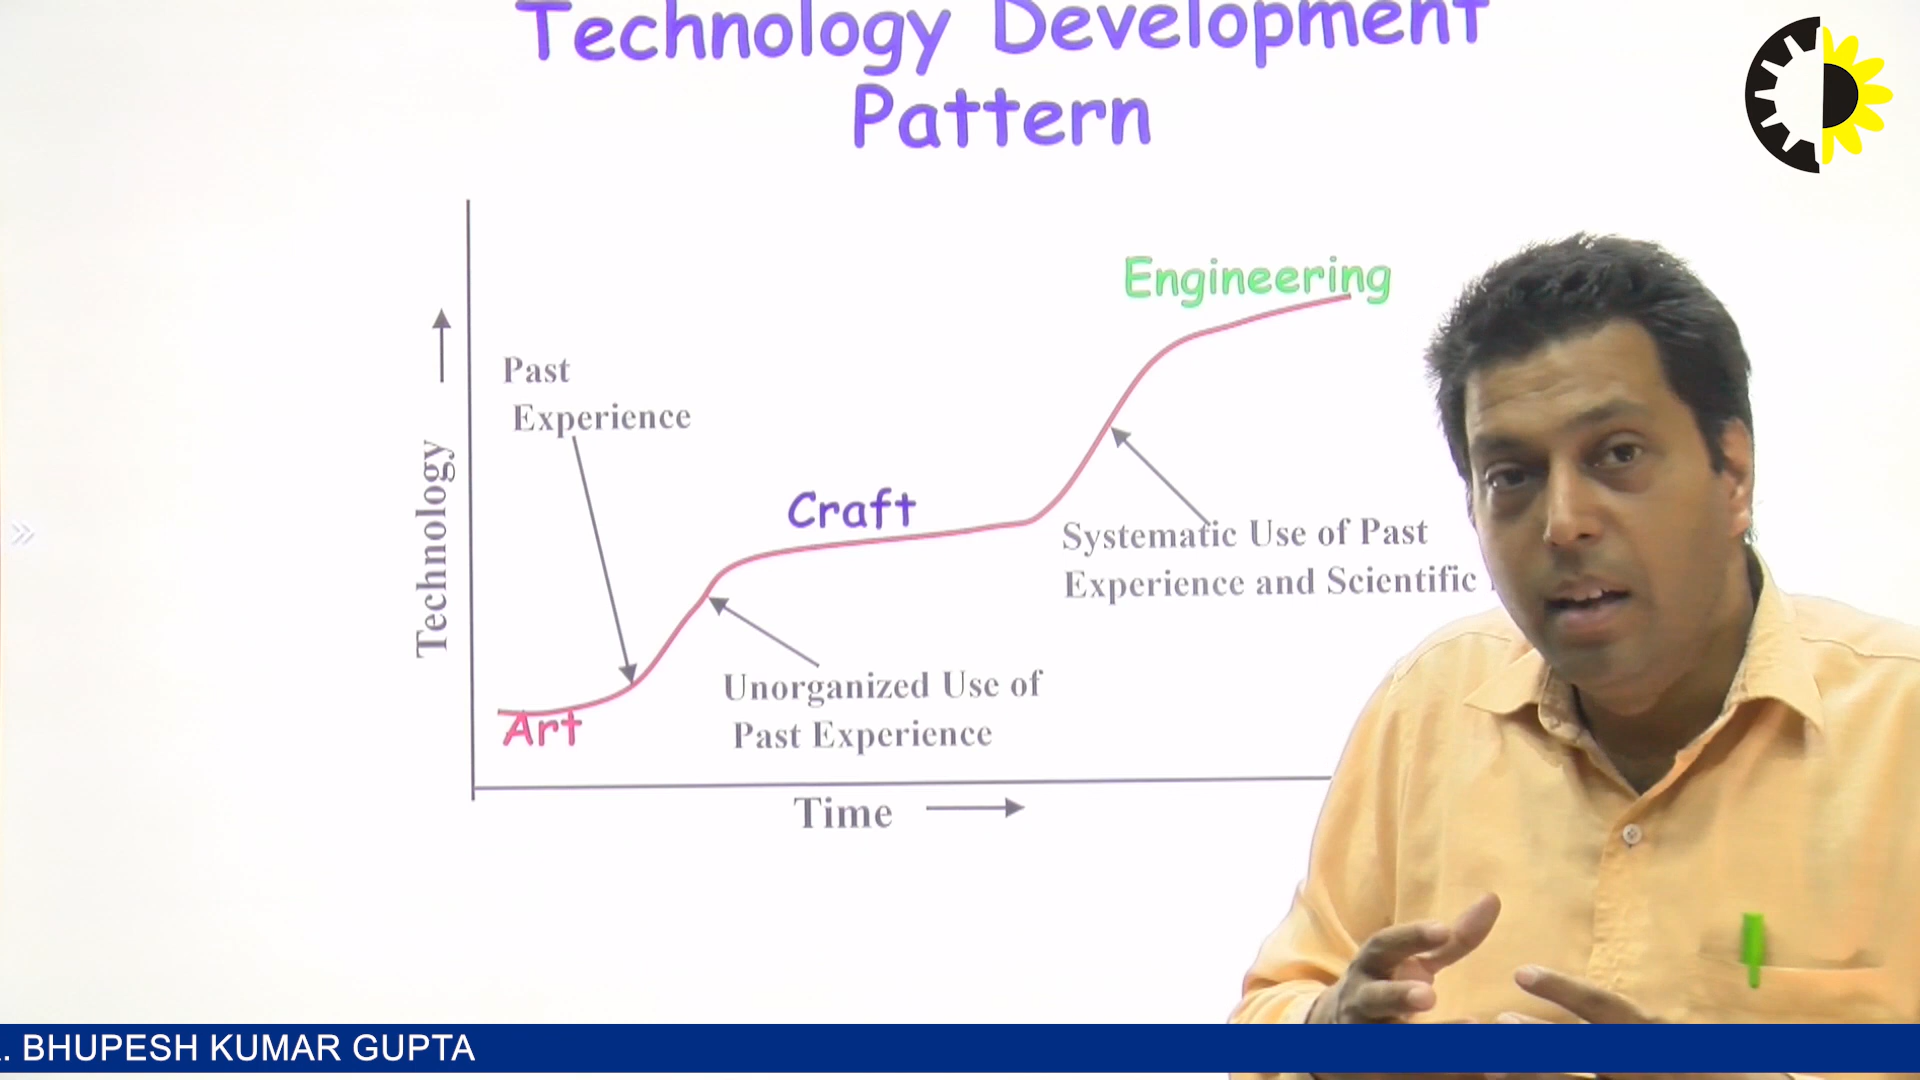 Technology Development
Pattern
Engineering
Past
Experience
Technology
Craft
Systematic Use of Past
Experience and Scientific
Unorganized Use of
Past Experience
Art
Time
. BHUPESH KUMAR GUPTA